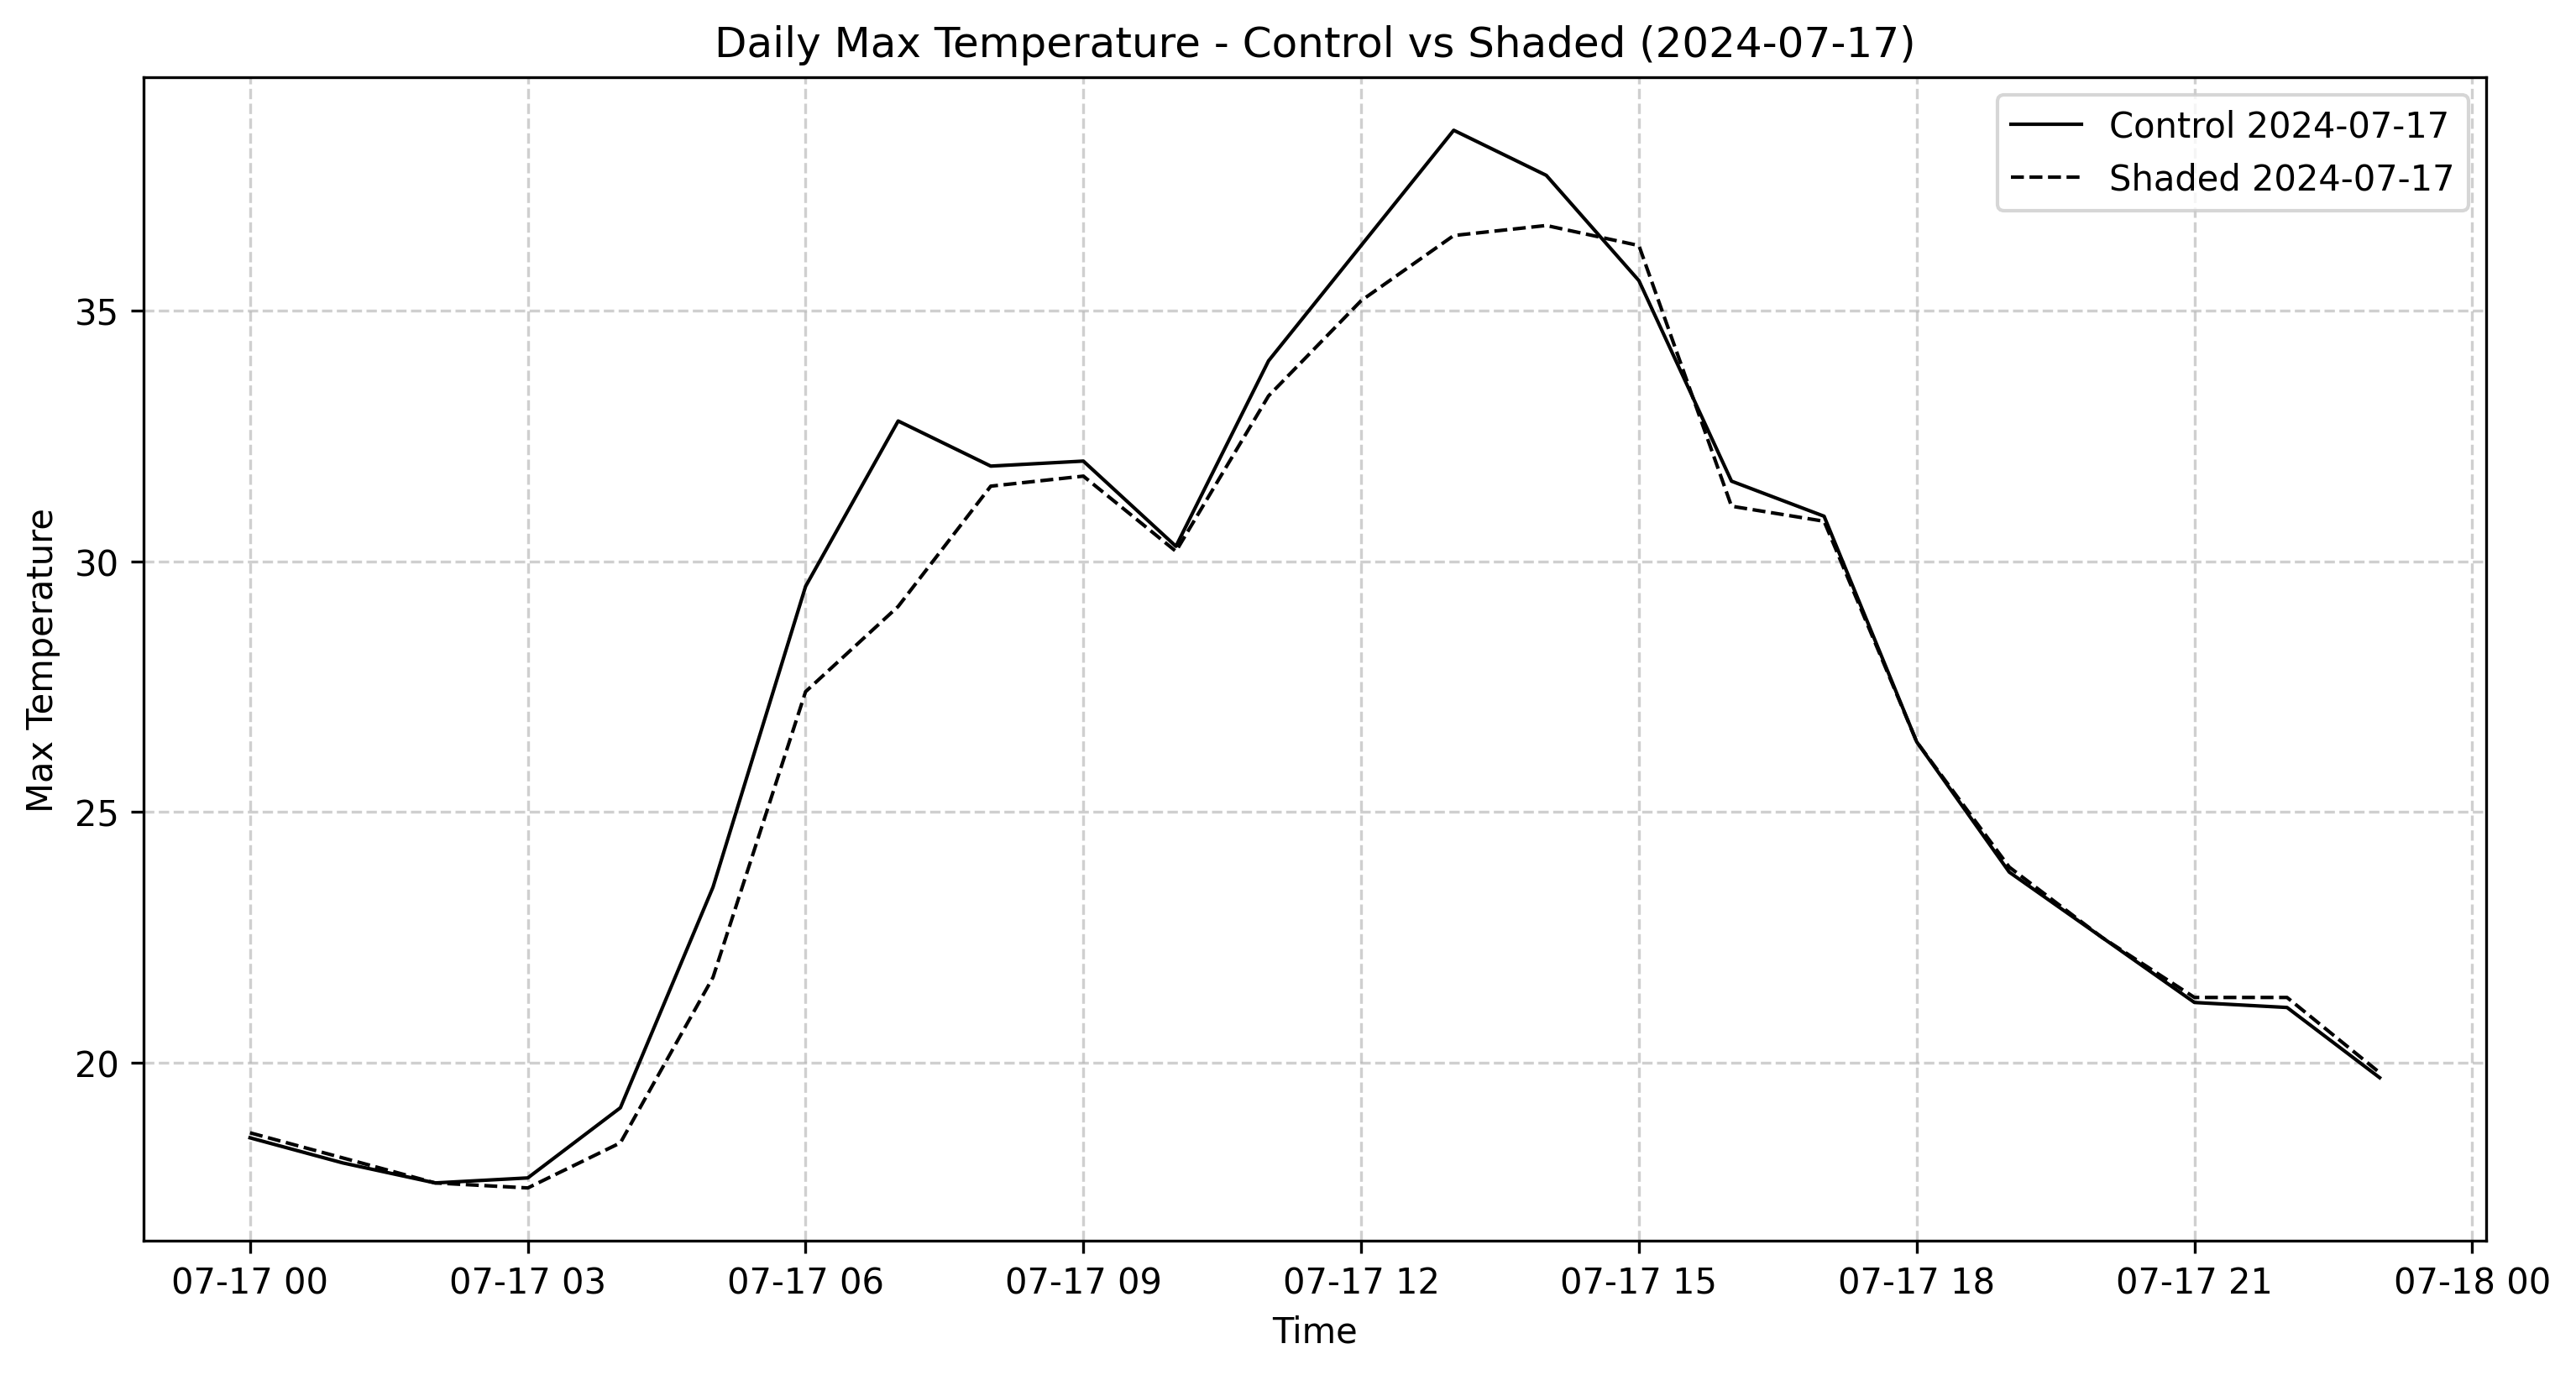 Daily Max Temperature - Control vs Shaded (2024-07-17)
Control 2024-07-17
Shaded 2024-07-17
Max Temperature
35
30
25
20
07-17 00
07-17 03
07-17 06
07-17 09
07-17 12
07-17 15
07-17 18
07-17 21
07-18 00
Time